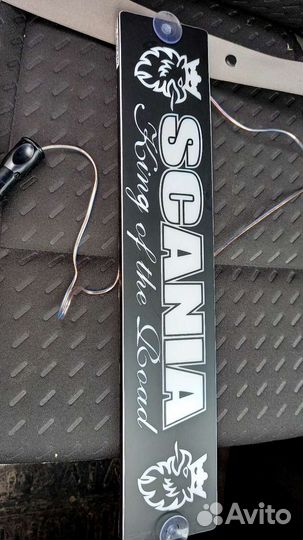 SCANIA
King of the Road
Avito